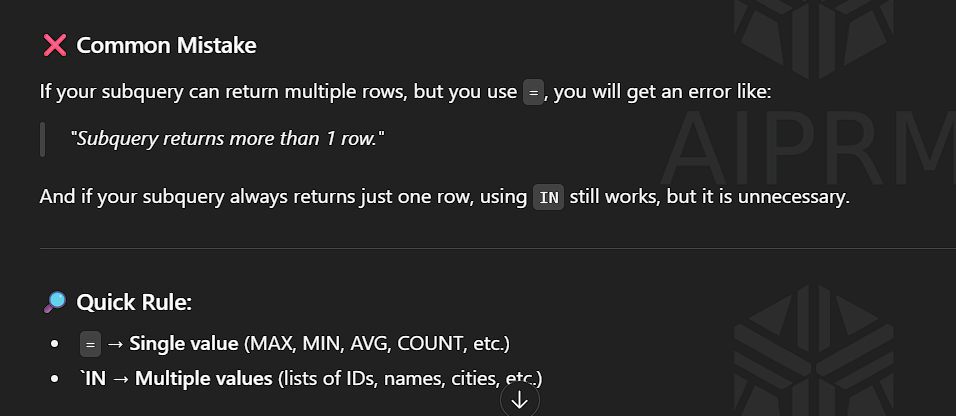 ❌ Common Mistake
If your subquery can return multiple rows, but you use =, you will get an error like:
"Subquery returns more than 1 row."
AIPRM
And if your subquery always returns just one row, using IN still works, but it is unnecessary.
🔎 Quick Rule:
• = → Single value (MAX, MIN, AVG, COUNT, etc.)
• `IN → Multiple values (lists of IDs, names, cities, etc.)